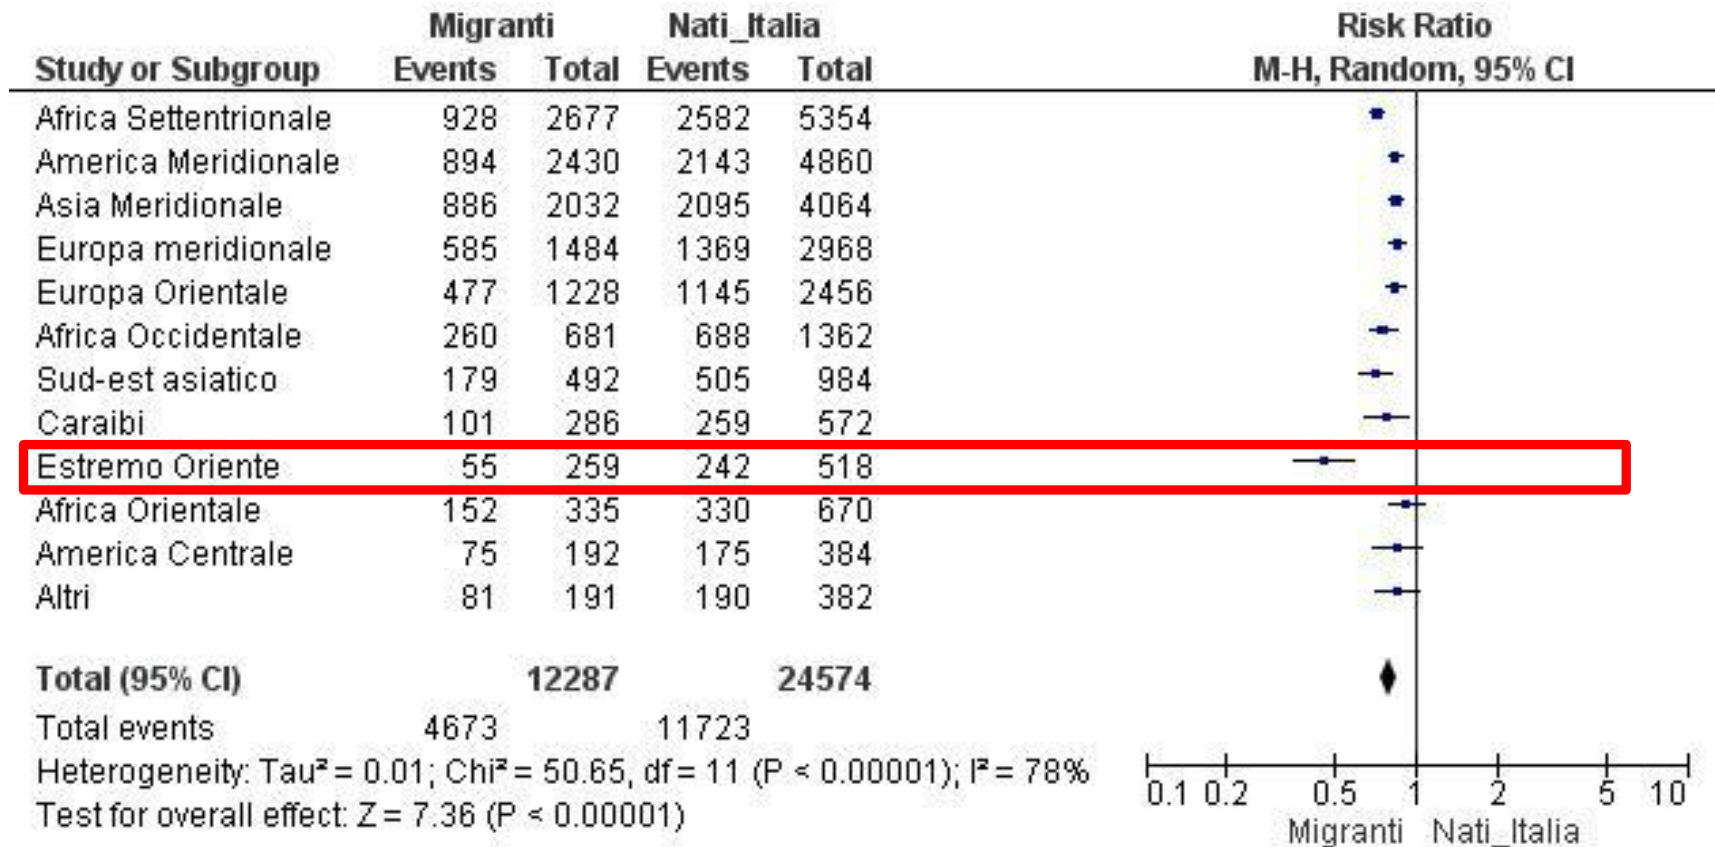 Migranti Nati_Italia Risk Ratio
Study or Subgroup Events Total Events Total M-H, Random, 95% CI
Africa Settentrionale 928 2677 2582 5354
America Meridionale 894 2430 2143 4860
Asia Meridionale 886 2032 2095 4064
Europa meridionale 585 1484 1369 2968
Europa Orientale 477 1228 1145 2456
Africa Occidentale 260 681 688 1362
Sud-est asiatico 179 492 505 984
Caraibi 101 286 259 572
Estremo Oriente 55 259 242 518
Africa Orientale 152 335 330 670
America Centrale 75 192 175 384
Altri 81 191 190 382
Total (95% CI) 12287 24574
Total events 4673 11723
Heterogeneity: Tau² = 0.01; Chi² = 50.65, df = 11 (P < 0.00001); I² = 78%
Test for overall effect: Z = 7.36 (P < 0.00001)
0.1 0.2 0.5 1 2 5 10
Migranti Nati_Italia